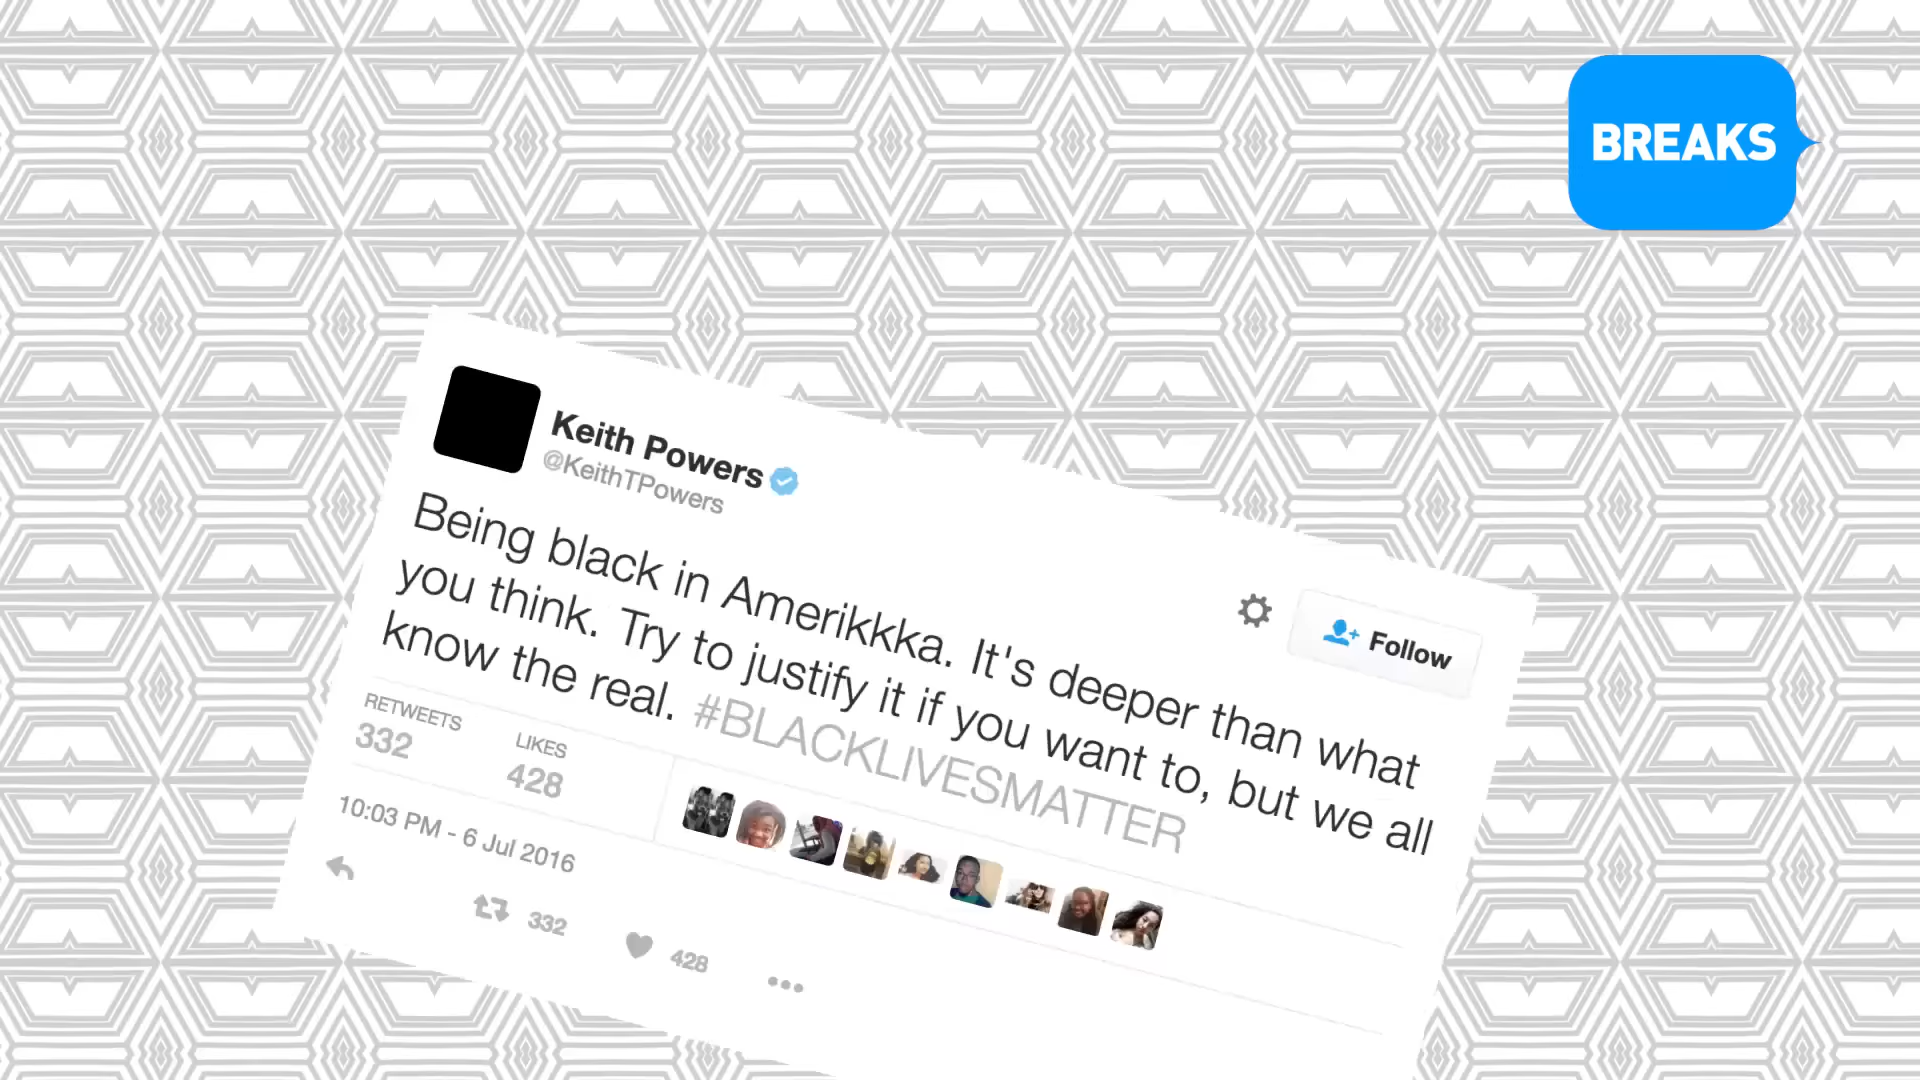 BREAKS
Keith Powers
@KeithTPowers
Follow
Being black in Amerikkka. It's deeper than what
you think. Try to justify it if you want to, but we all
know the real. #BLACKLIVESMATTER
RETWEETS
332
LIKES
428
10:03 PM - 6 Jul 2016
332
428